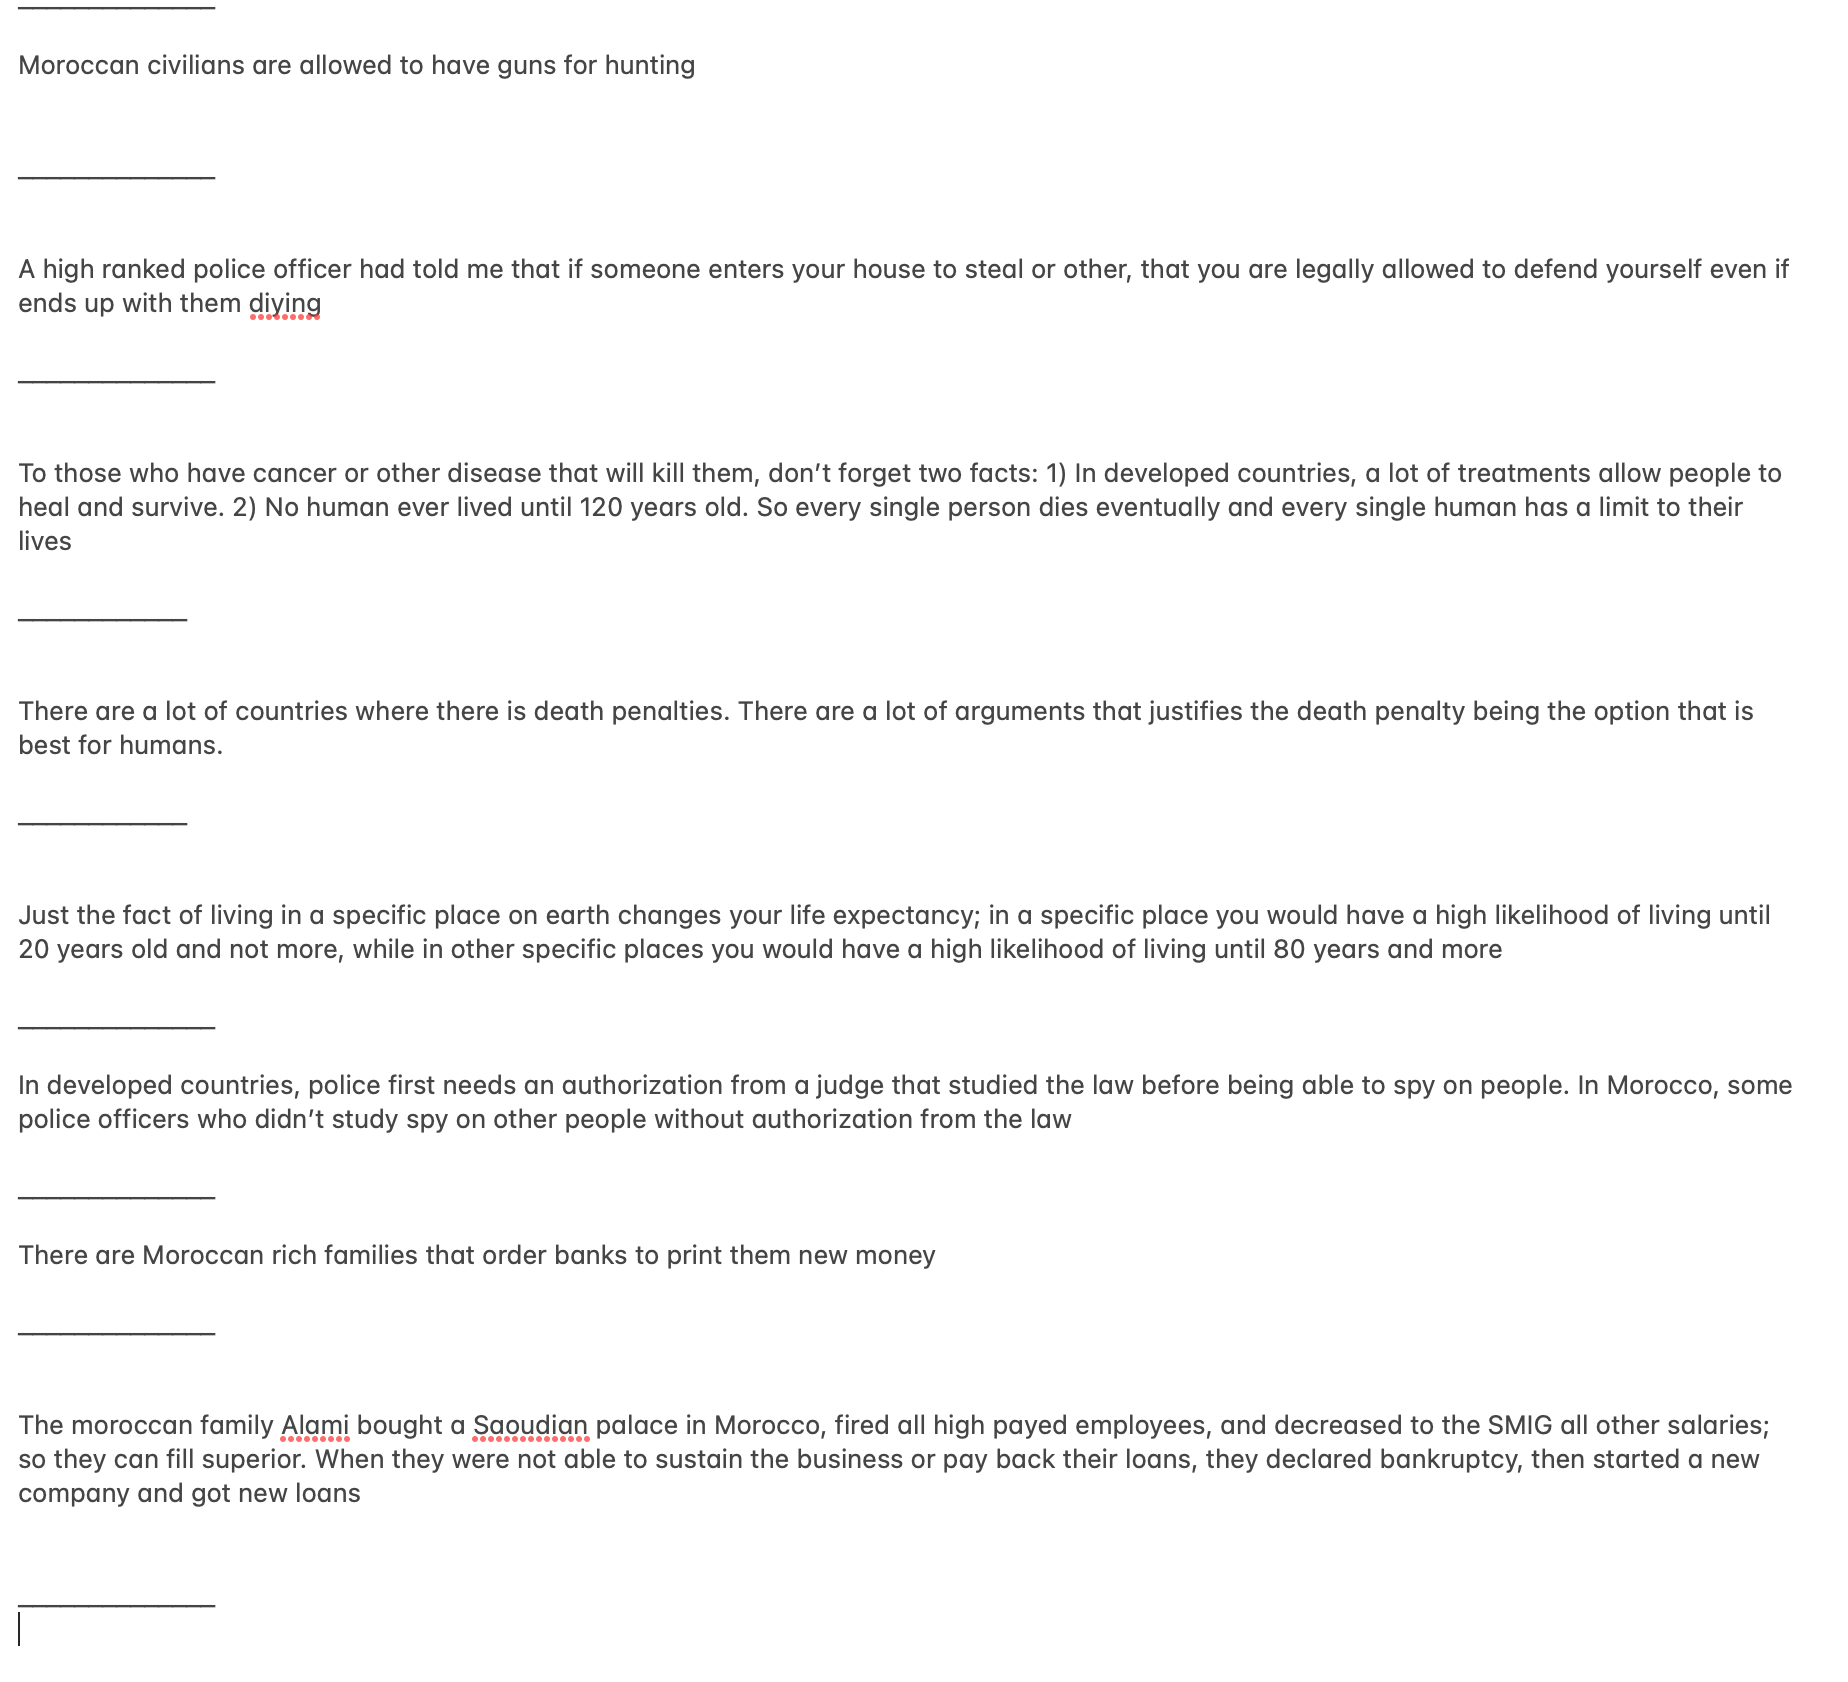 ______________
Moroccan civilians are allowed to have guns for hunting
______________
A high ranked police officer had told me that if someone enters your house to steal or other, that you are legally allowed to defend yourself even if
ends up with them diying
______________
To those who have cancer or other disease that will kill them, don’t forget two facts: 1) In developed countries, a lot of treatments allow people to
heal and survive. 2) No human ever lived until 120 years old. So every single person dies eventually and every single human has a limit to their
lives
____________
There are a lot of countries where there is death penalties. There are a lot of arguments that justifies the death penalty being the option that is
best for humans.
____________
Just the fact of living in a specific place on earth changes your life expectancy; in a specific place you would have a high likelihood of living until
20 years old and not more, while in other specific places you would have a high likelihood of living until 80 years and more
______________
In developed countries, police first needs an authorization from a judge that studied the law before being able to spy on people. In Morocco, some
police officers who didn’t study spy on other people without authorization from the law
______________
There are Moroccan rich families that order banks to print them new money
______________
The moroccan family Alami bought a Saoudian palace in Morocco, fired all high payed employees, and decreased to the SMIG all other salaries;
so they can fill superior. When they were not able to sustain the business or pay back their loans, they declared bankruptcy, then started a new
company and got new loans
______________